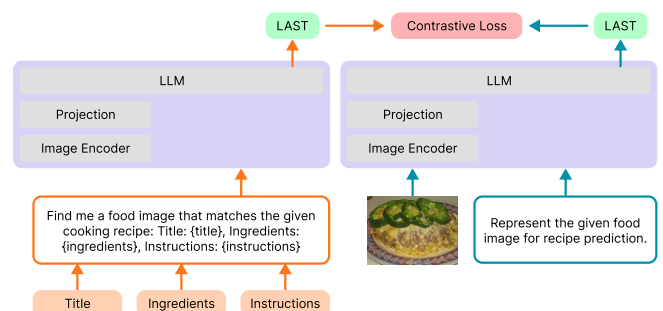 LAST
Contrastive Loss
LAST
LLM
Projection
Image Encoder
LLM
Projection
Image Encoder
Find me a food image that matches the given
cooking recipe: Title: {title}, Ingredients:
{ingredients}, Instructions: {instructions}
Represent the given food
image for recipe prediction.
Title
Ingredients
Instructions